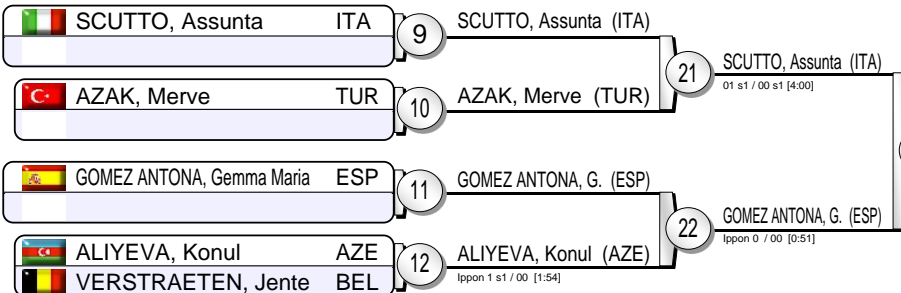 SCUTTO, Assunta ITA
9
SCUTTO, Assunta (ITA)
21
SCUTTO, Assunta (ITA)
01 s1 / 00 s1 [4:00]
AZAK, Merve TUR
10
AZAK, Merve (TUR)
GOMEZ ANTONA, Gemma Maria ESP
11
GOMEZ ANTONA, G. (ESP)
22
GOMEZ ANTONA, G. (ESP)
Ippon 0 / 00 [0:51]
ALIYEVA, Konul AZE
VERSTRAETEN, Jente BEL
12
ALIYEVA, Konul (AZE)
Ippon 1 s1 / 00 [1:54]